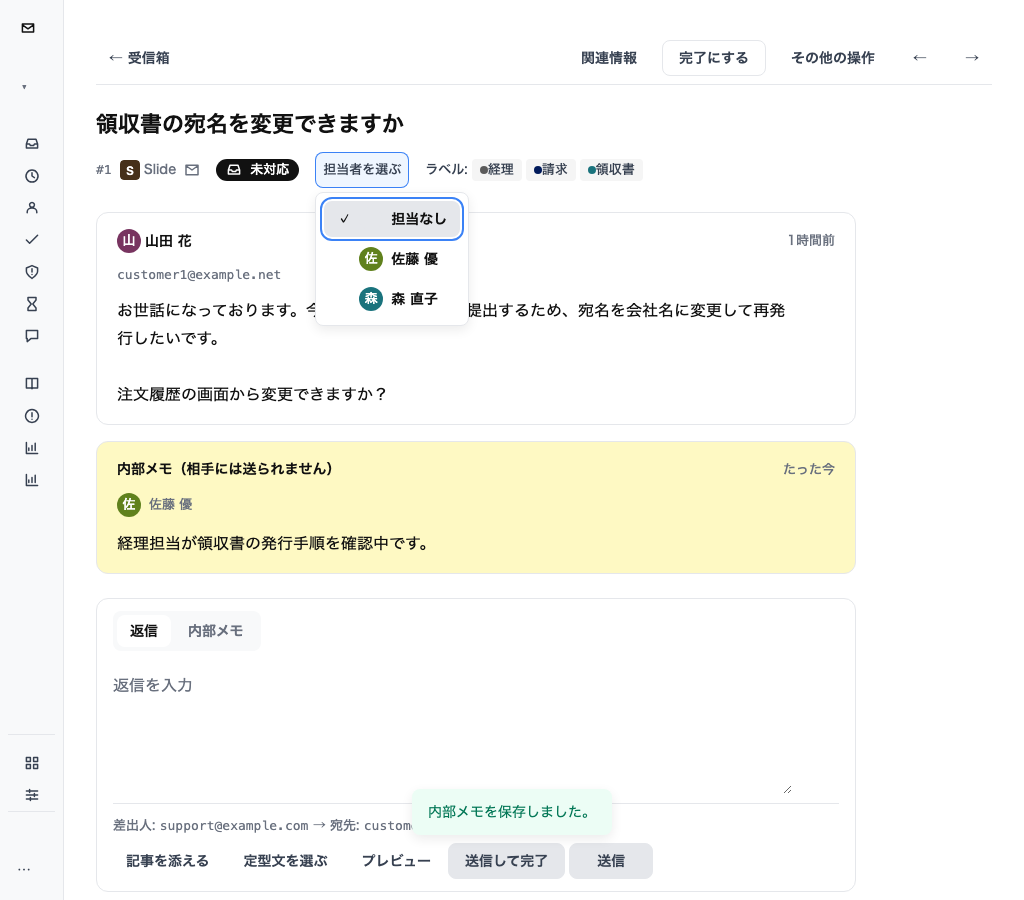 ← 受信箱 関連情報 完了にする その他の操作 ← →
領収書の宛名を変更できますか
#1 S Slide 未対応 担当者を選ぶ ラベル: 経理 請求 領収書
✓ 担当なし
佐 佐藤 優
森 森 直子
山 山田 花 1時間前
customer1@example.net
お世話になっております。今 提出するため、宛名を会社名に変更して再発
行したいです。
注文履歴の画面から変更できますか？
内部メモ（相手には送られません） たった今
佐 佐藤 優
経理担当が領収書の発行手順を確認中です。
返信 内部メモ
返信を入力
内部メモを保存しました。
差出人: support@example.com → 宛先: custom
記事を添える 定型文を選ぶ プレビュー 送信して完了 送信